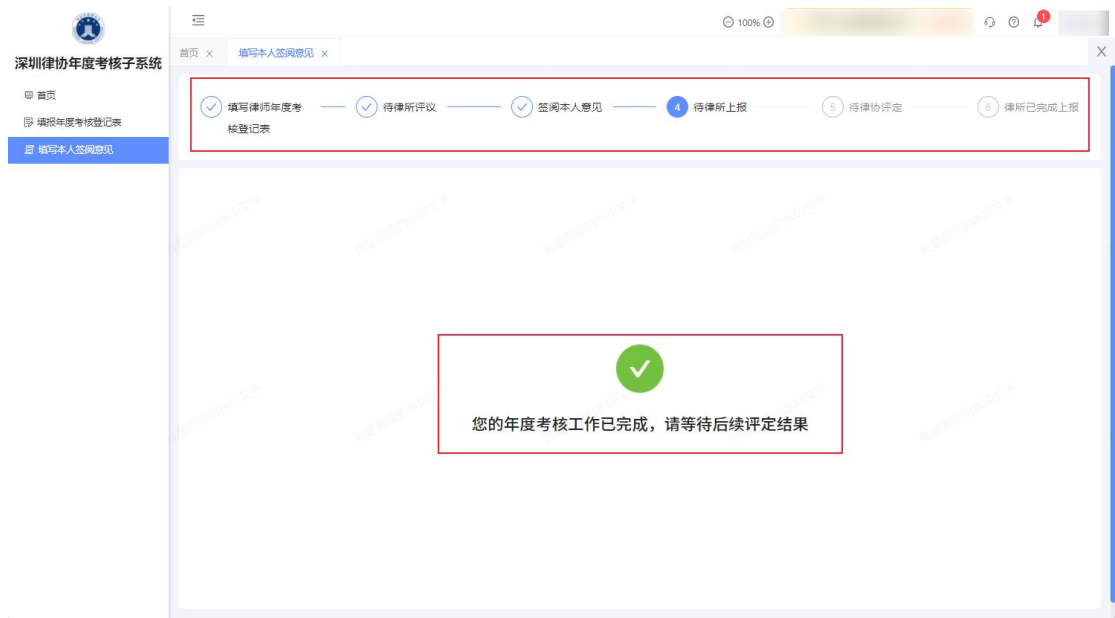 深圳律协年度考核子系统
首页
填报年度考核登记表
填写本人签阅意见
100%
1
首页 ×
填写本人签阅意见 ×
X
填写律师年度考
核登记表
待律所评议
签阅本人意见
4 待律所上报
5 待律协评定
6 律所已完成上报
您的年度考核工作已完成，请等待后续评定结果